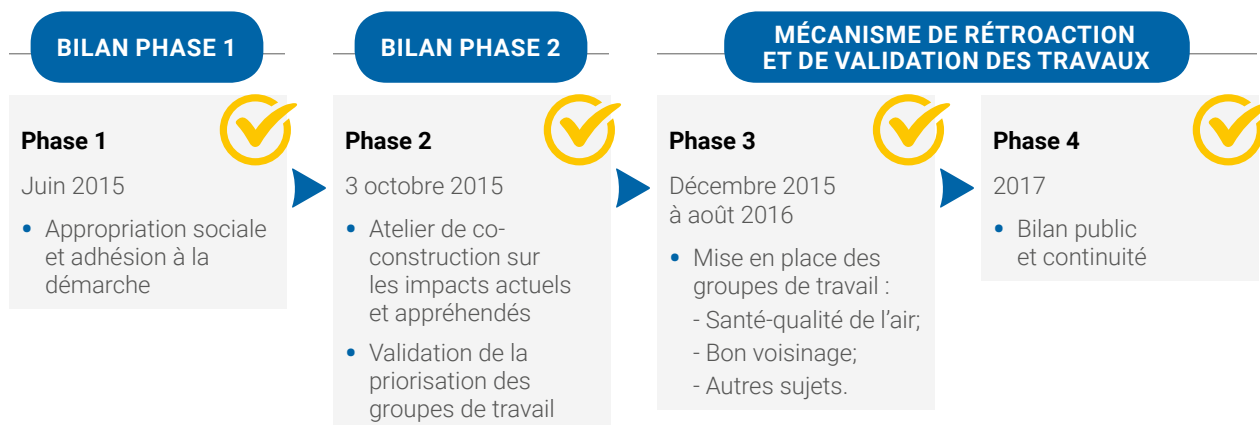 BILAN PHASE 1
BILAN PHASE 2
MÉCANISME DE RÉTROACTION
ET DE VALIDATION DES TRAVAUX
Phase 1
Juin 2015
• Appropriation sociale
et adhésion à la
démarche
Phase 2
3 octobre 2015
• Atelier de co-
construction sur
les impacts actuels
et appréhendés
• Validation de la
priorisation des
groupes de travail
Phase 3
Décembre 2015
à août 2016
• Mise en place des
groupes de travail :
- Santé-qualité de l’air;
- Bon voisinage;
- Autres sujets.
Phase 4
2017
• Bilan public
et continuité